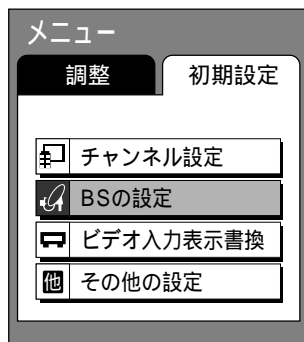 メニュー
調整
初期設定
チャンネル設定
BSの設定
ビデオ入力表示書換
他 その他の設定